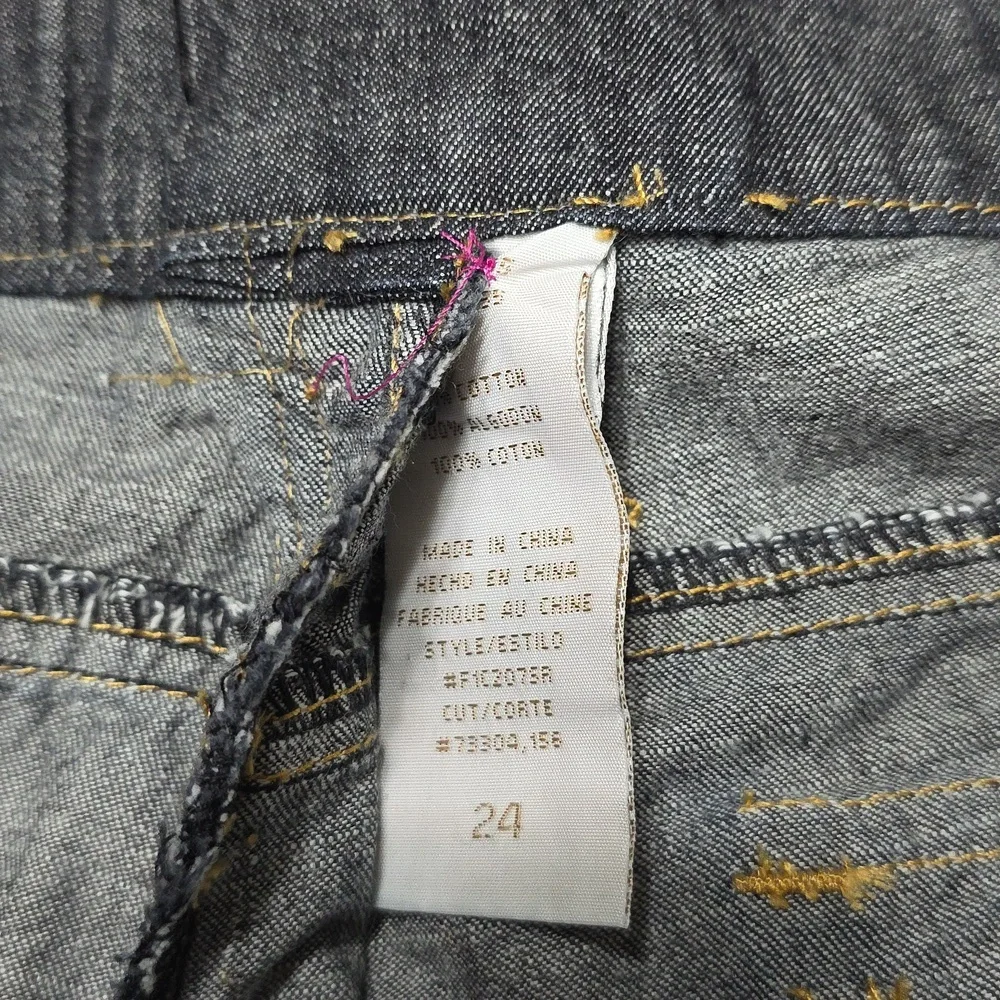 COTTON
100% ALGODON
100% COTON
MADE IN CHINA
HECHO EN CHINA
FABRIQUE AU CHINE
STYLE/ESTILO
#F1C2075R
CUT/CORTE
#73304,156
24